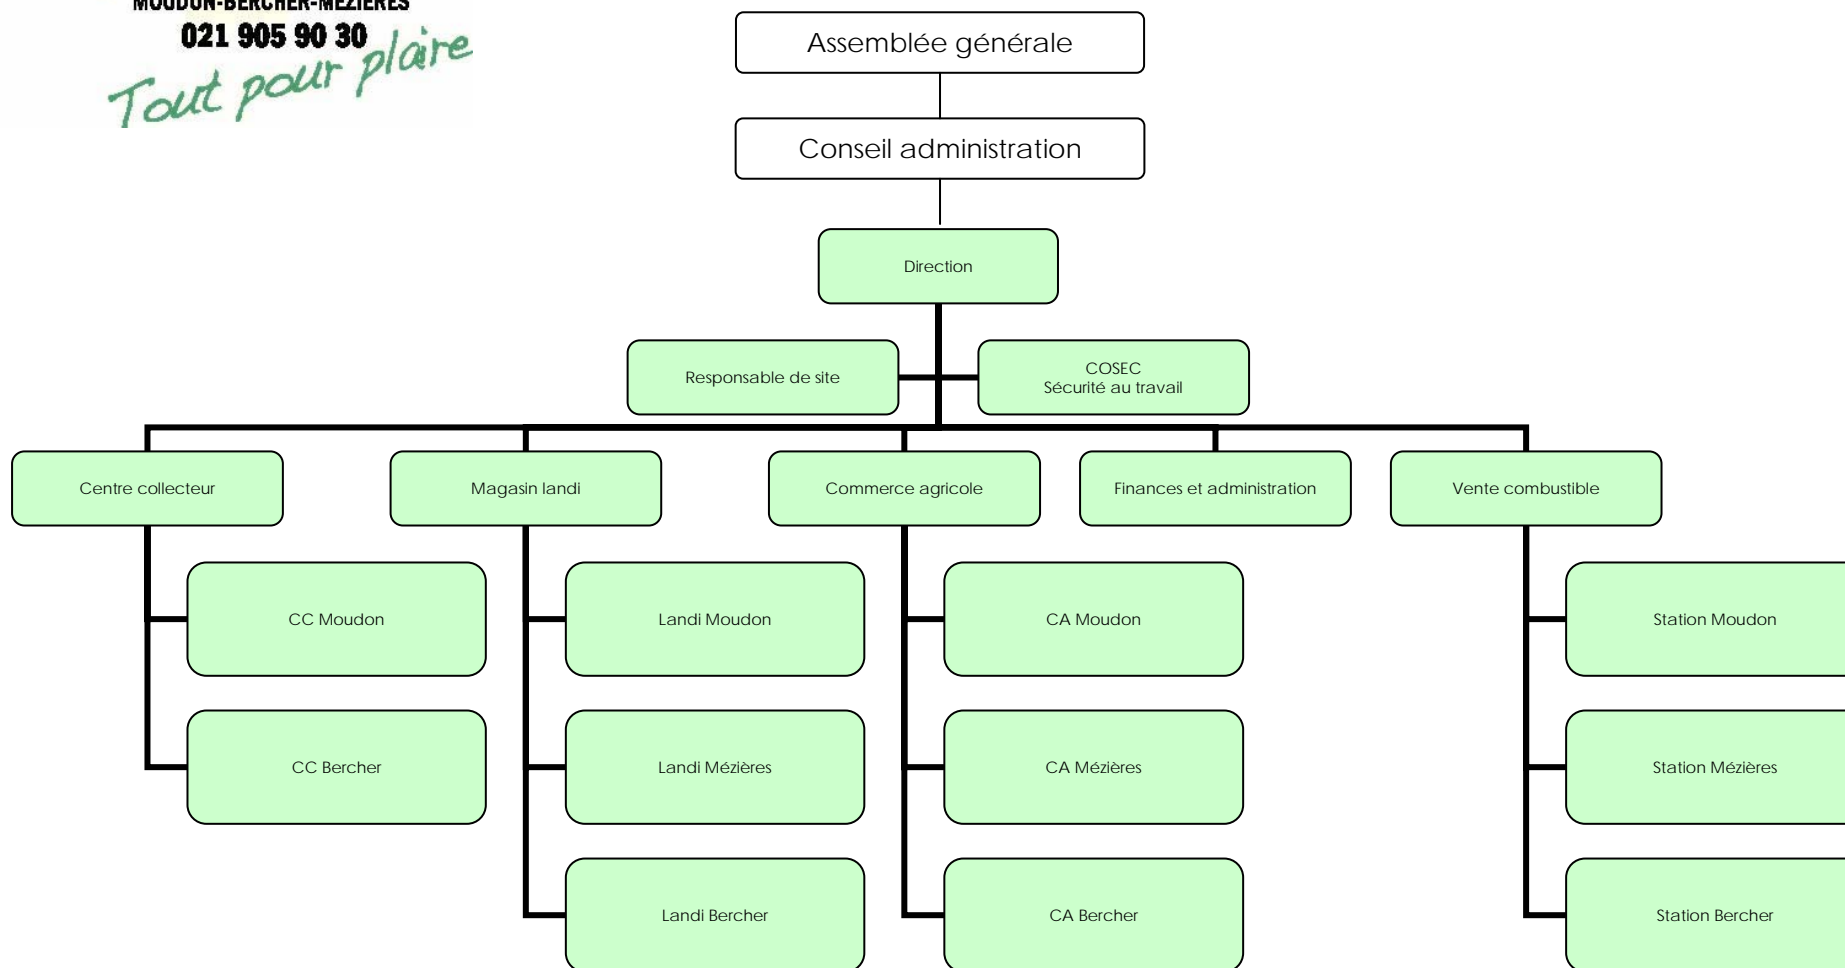 MOUDON-BERCHER-MÉZIÈRES
021 905 90 30
Tout pour plaire
Assemblée générale
Conseil administration
Direction
Responsable de site
COSEC
Sécurité au travail
Centre collecteur
Magasin landi
Commerce agricole
Finances et administration
Vente combustible
CC Moudon
Landi Moudon
CA Moudon
Station Moudon
CC Bercher
Landi Mézières
CA Mézières
Station Mézières
Landi Bercher
CA Bercher
Station Bercher